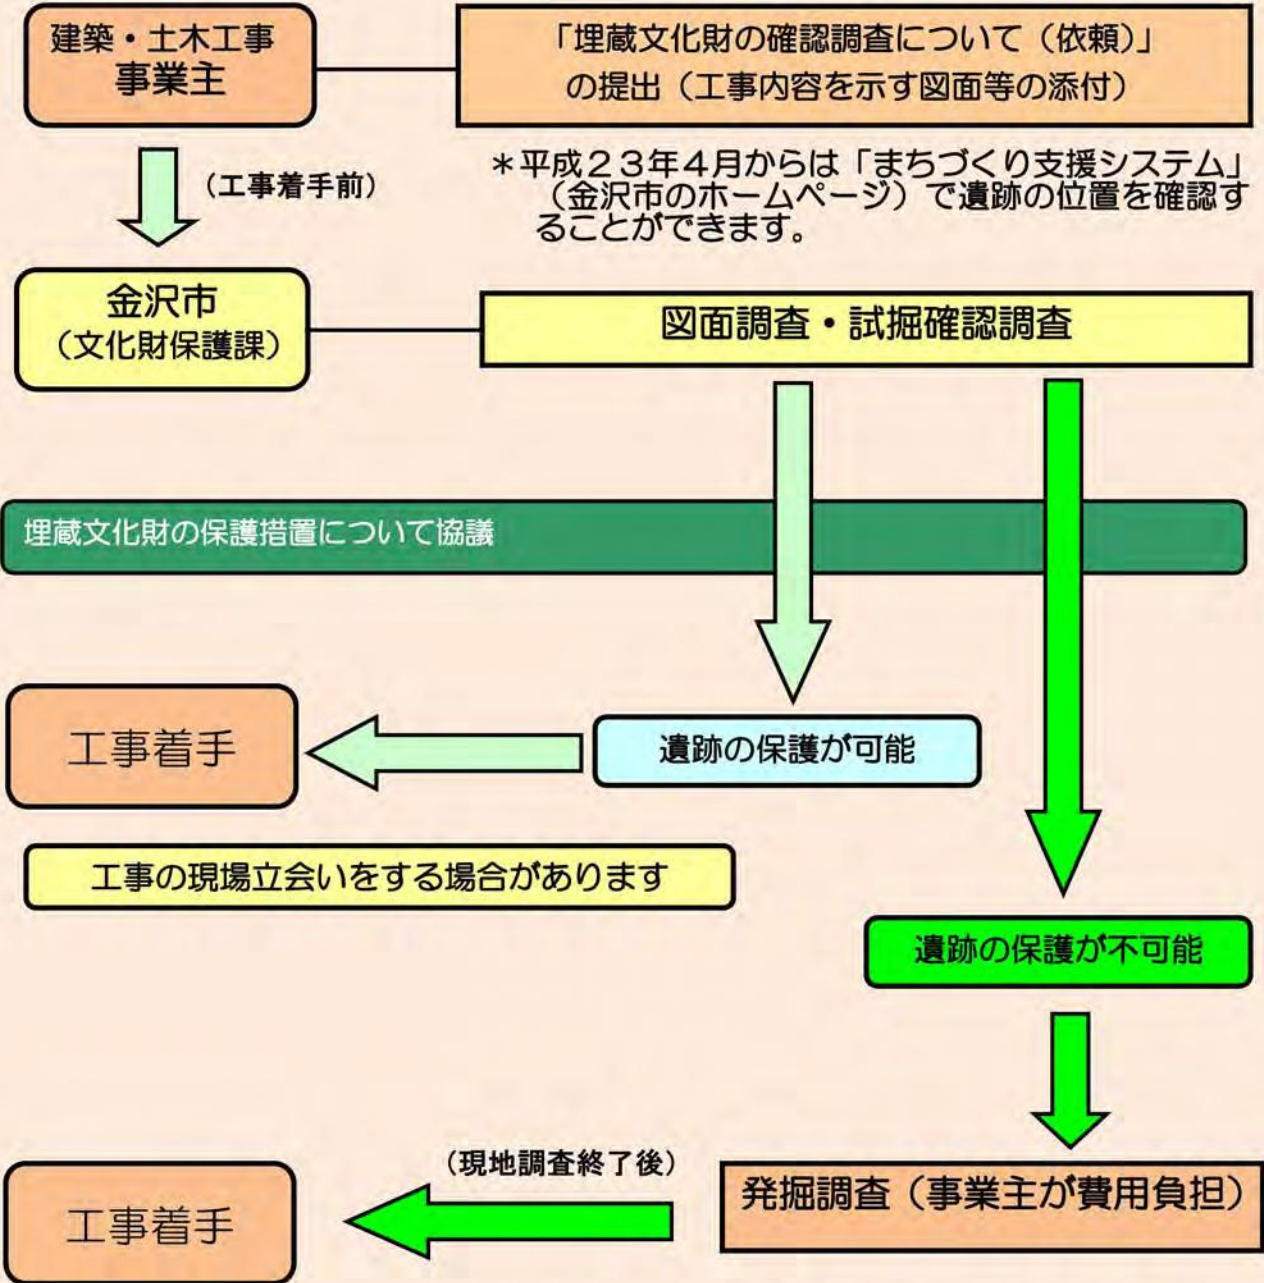 建築・土木工事
事業主
「埋蔵文化財の確認調査について（依頼）」
の提出（工事内容を示す図面等の添付）
（工事着手前）
＊平成２３年４月からは「まちづくり支援システム」
（金沢市のホームページ）で遺跡の位置を確認す
ることができます。
金沢市
（文化財保護課）
図面調査・試掘確認調査
埋蔵文化財の保護措置について協議
工事着手
遺跡の保護が可能
工事の現場立会いをする場合があります
遺跡の保護が不可能
（現地調査終了後）
発掘調査（事業主が費用負担）
工事着手